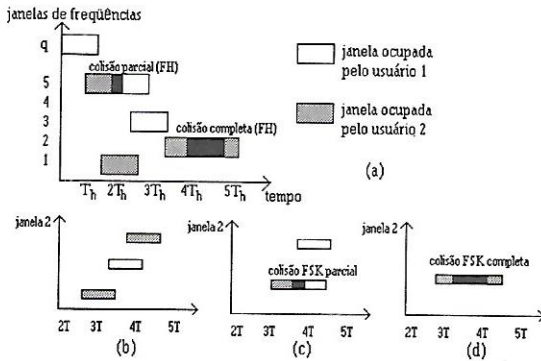 janelas de freqüências
q
5
4
3
2
1
colisão parcial (FH)
colisão completa (FH)
Th 2Th 3Th 4Th 5Th tempo
janela ocupada
pelo usuário 1
janela ocupada
pelo usuário 2
(a)
janela 2
2T 3T 4T 5T
(b)
janela 2
colisão FSK parcial
2T 3T 4T 5T
(c)
janela 2
colisão FSK completa
2T 3T 4T 5T
(d)